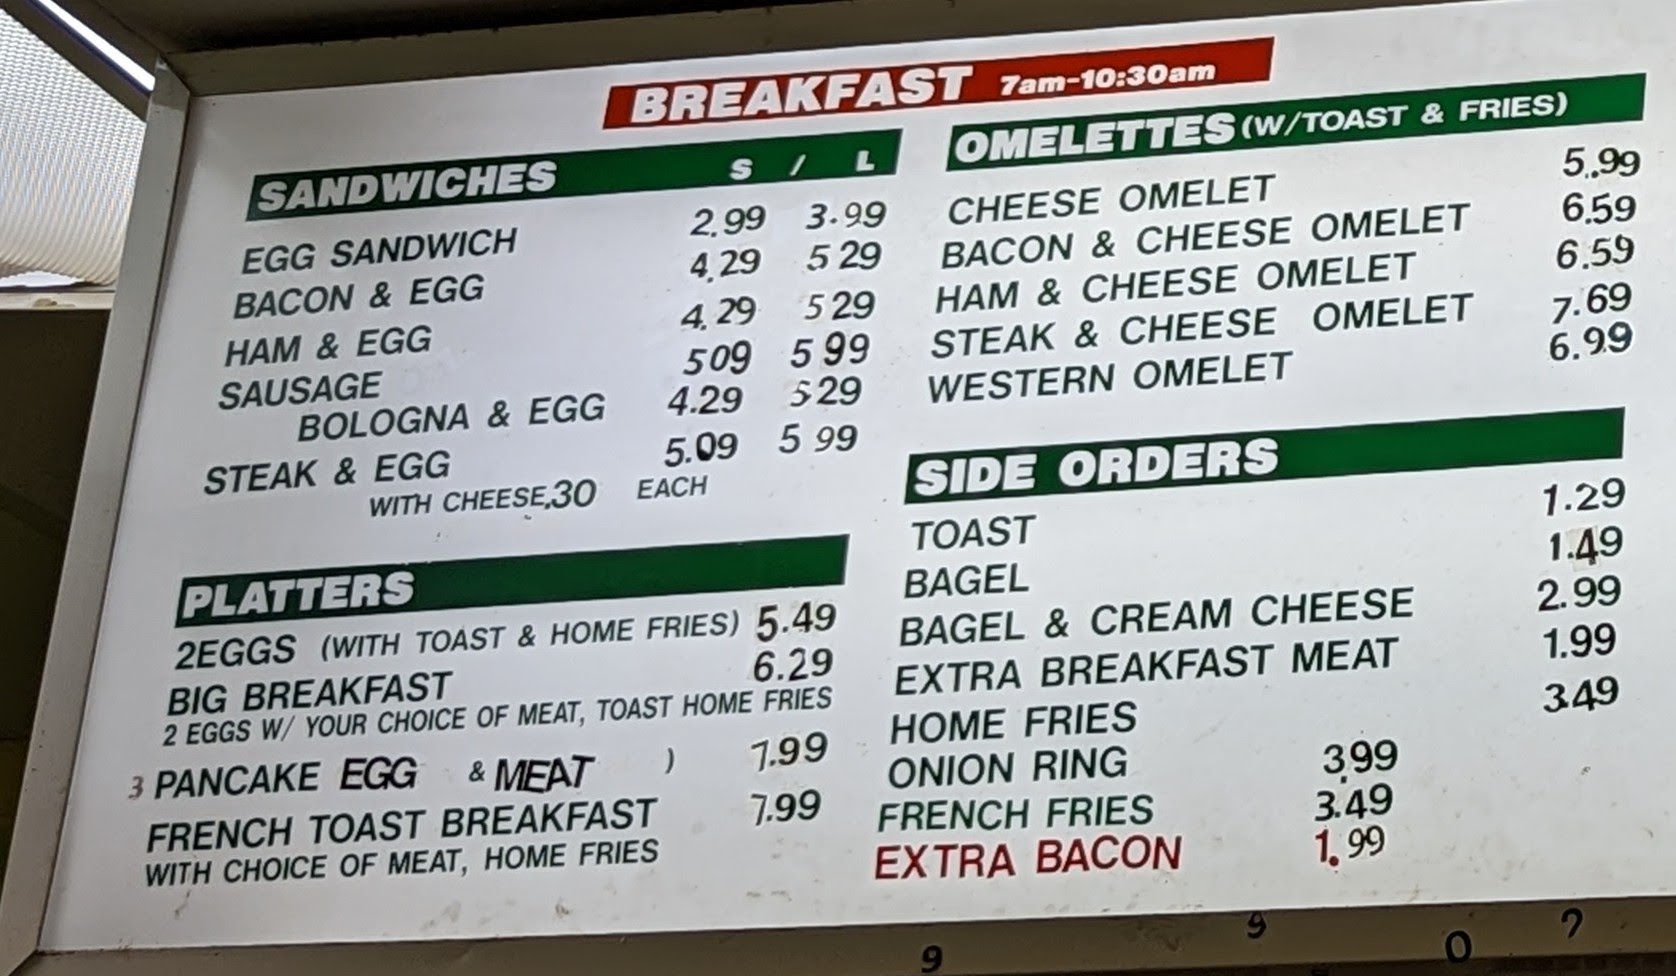 BREAKFAST 7am-10:30am
SANDWICHES S / L
EGG SANDWICH 2.99 3.99
BACON & EGG 4.29 5 29
HAM & EGG 4.29 5 29
SAUSAGE 509 5 99
BOLOGNA & EGG 4.29 529
STEAK & EGG 5.09 5 99
WITH CHEESE .30 EACH
PLATTERS
2EGGS (WITH TOAST & HOME FRIES) 5.49
BIG BREAKFAST 6.29
2 EGGS W/ YOUR CHOICE OF MEAT, TOAST HOME FRIES
3 PANCAKE EGG & MEAT ) 7.99
FRENCH TOAST BREAKFAST 7.99
WITH CHOICE OF MEAT, HOME FRIES
OMELETTES (W/TOAST & FRIES)
CHEESE OMELET 5.99
BACON & CHEESE OMELET 6.59
HAM & CHEESE OMELET 6.59
STEAK & CHEESE OMELET 7.69
WESTERN OMELET 6.99
SIDE ORDERS
TOAST 1.29
BAGEL 1.49
BAGEL & CREAM CHEESE 2.99
EXTRA BREAKFAST MEAT 1.99
HOME FRIES 3.49
ONION RING 3.99
FRENCH FRIES 3.49
EXTRA BACON 1.99
9 9 0 7